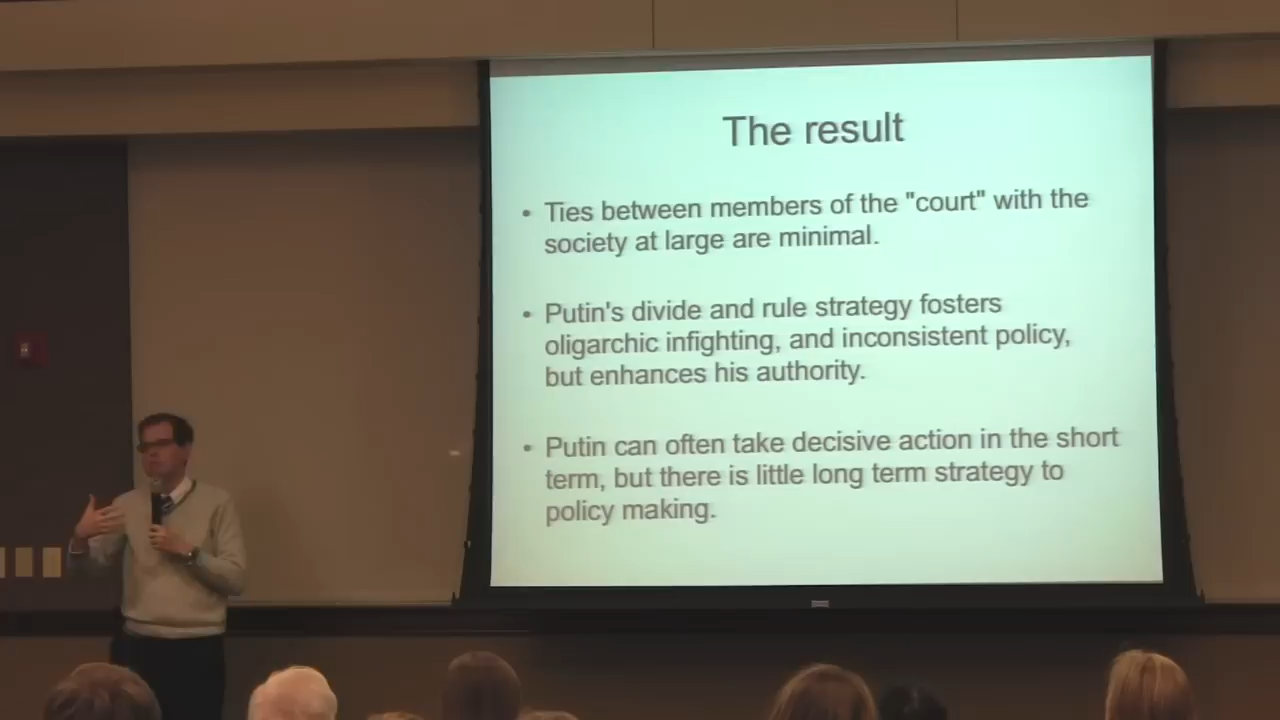 The result
• Ties between members of the "court" with the
society at large are minimal.
• Putin's divide and rule strategy fosters
oligarchic infighting, and inconsistent policy,
but enhances his authority.
• Putin can often take decisive action in the short
term, but there is little long term strategy to
policy making.